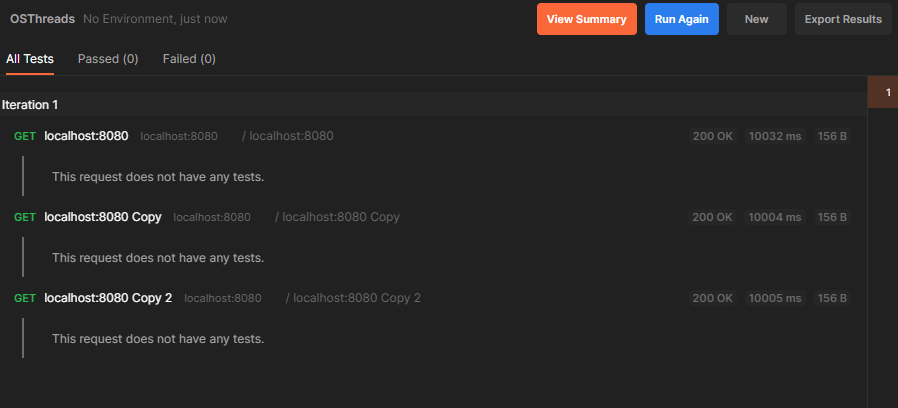 OSThreads No Environment, just now View Summary Run Again New Export Results
All Tests Passed (0) Failed (0)
1
Iteration 1
GET localhost:8080 localhost:8080 / localhost:8080 200 OK 10032 ms 156 B
This request does not have any tests.
GET localhost:8080 Copy localhost:8080 / localhost:8080 Copy 200 OK 10004 ms 156 B
This request does not have any tests.
GET localhost:8080 Copy 2 localhost:8080 / localhost:8080 Copy 2 200 OK 10005 ms 156 B
This request does not have any tests.